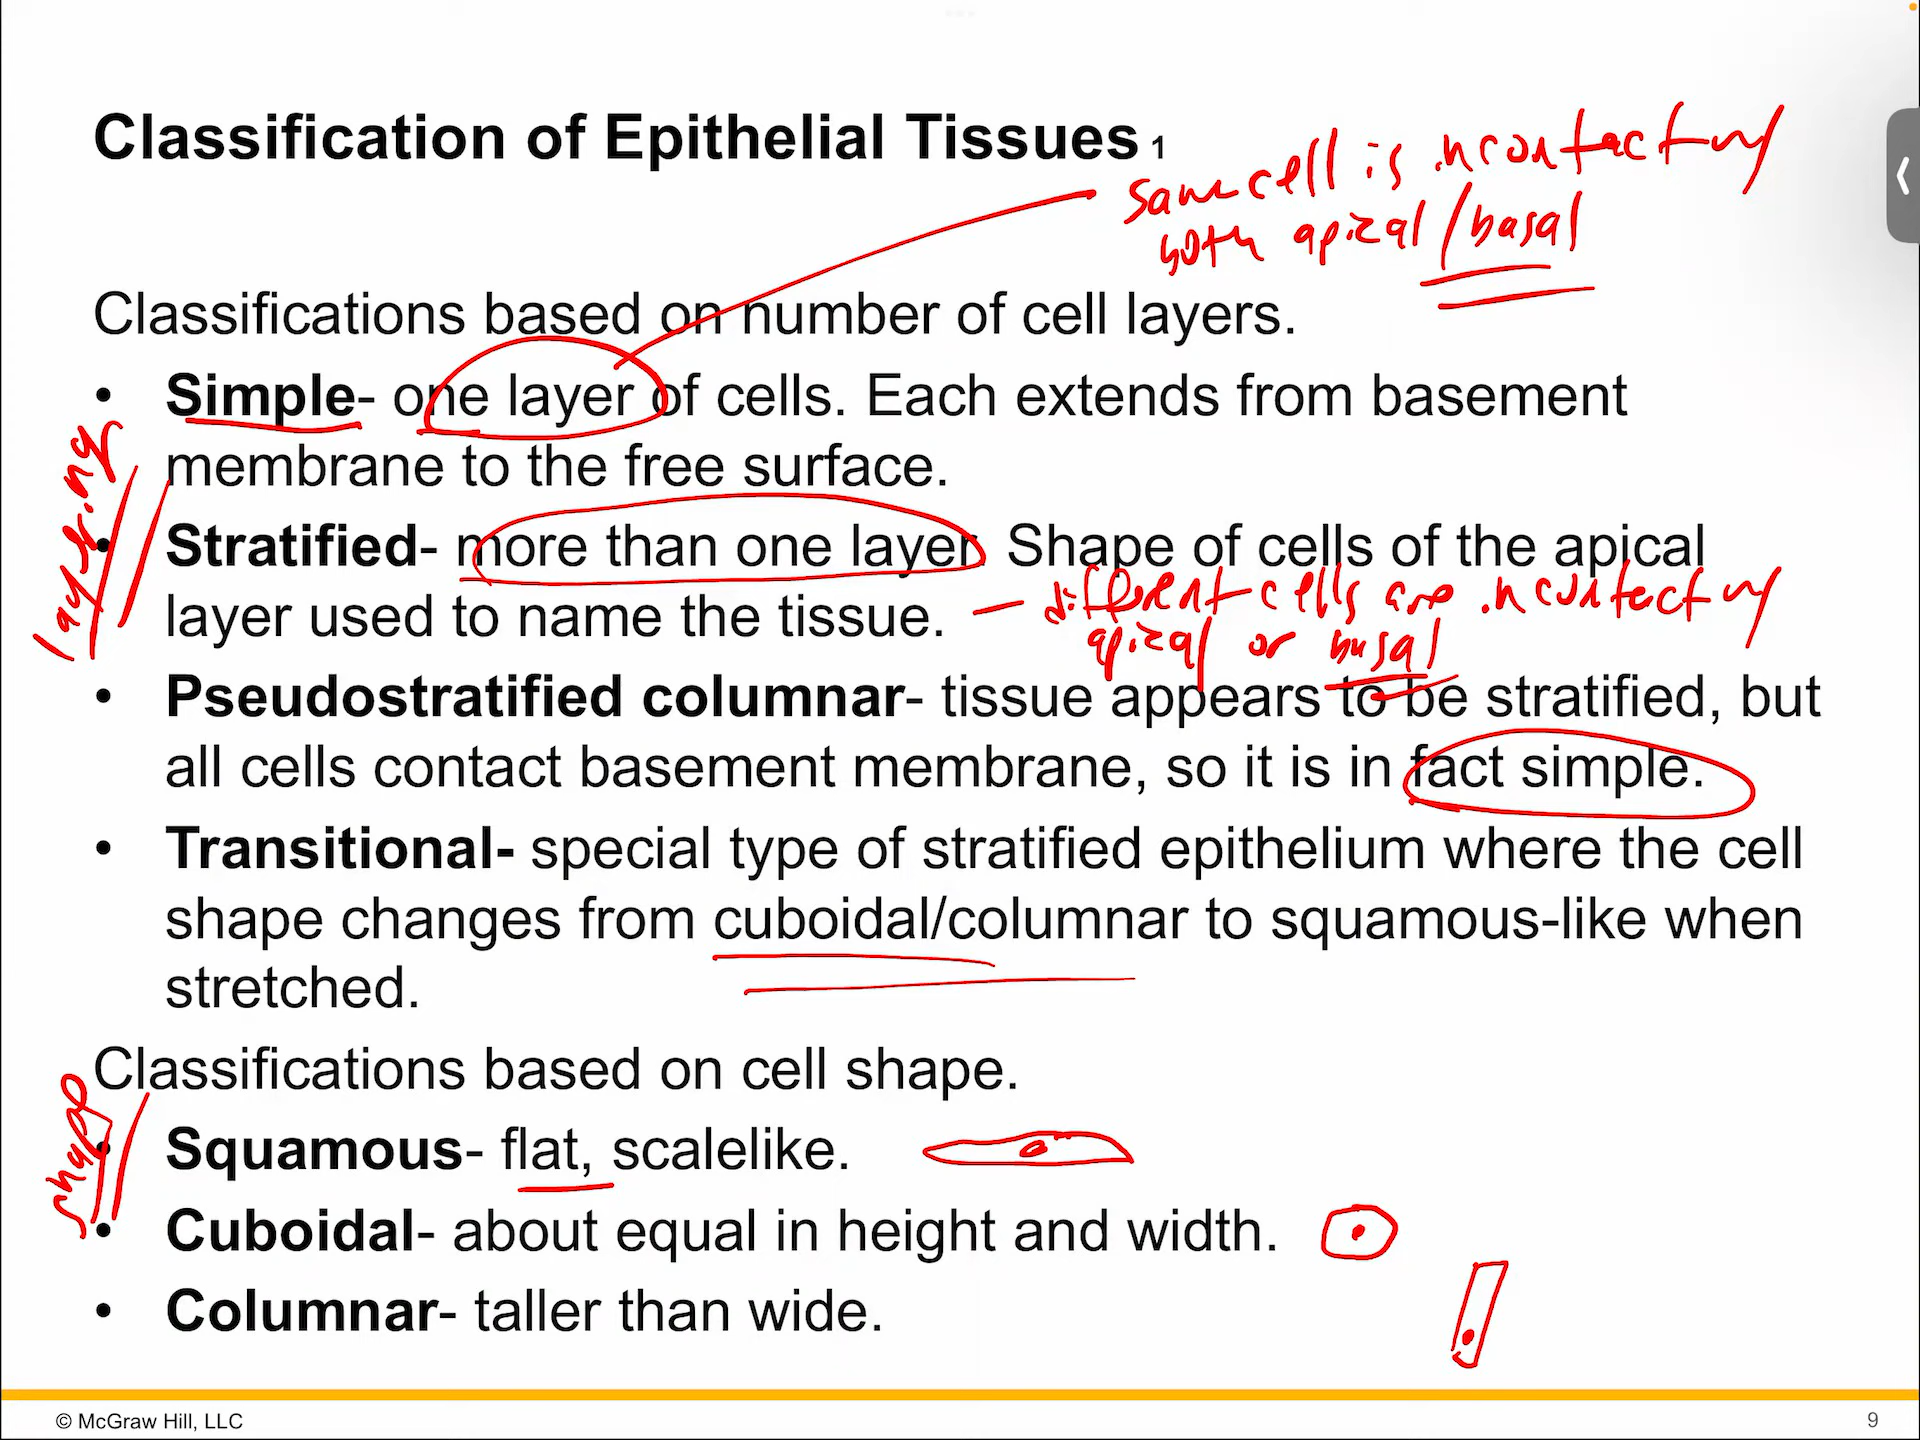 Classification of Epithelial Tissues 1
same cell is in contact w/
both apical / basal
Classifications based on number of cell layers.
• Simple- one layer of cells. Each extends from basement
membrane to the free surface.
layering
• Stratified- more than one layer. Shape of cells of the apical
layer used to name the tissue. — different cells are in contact w/
apical or basal
• Pseudostratified columnar- tissue appears to be stratified, but
all cells contact basement membrane, so it is in fact simple.
• Transitional- special type of stratified epithelium where the cell
shape changes from cuboidal/columnar to squamous-like when
stretched.
Classifications based on cell shape.
shape
• Squamous- flat, scalelike.
• Cuboidal- about equal in height and width.
• Columnar- taller than wide.
© McGraw Hill, LLC
9